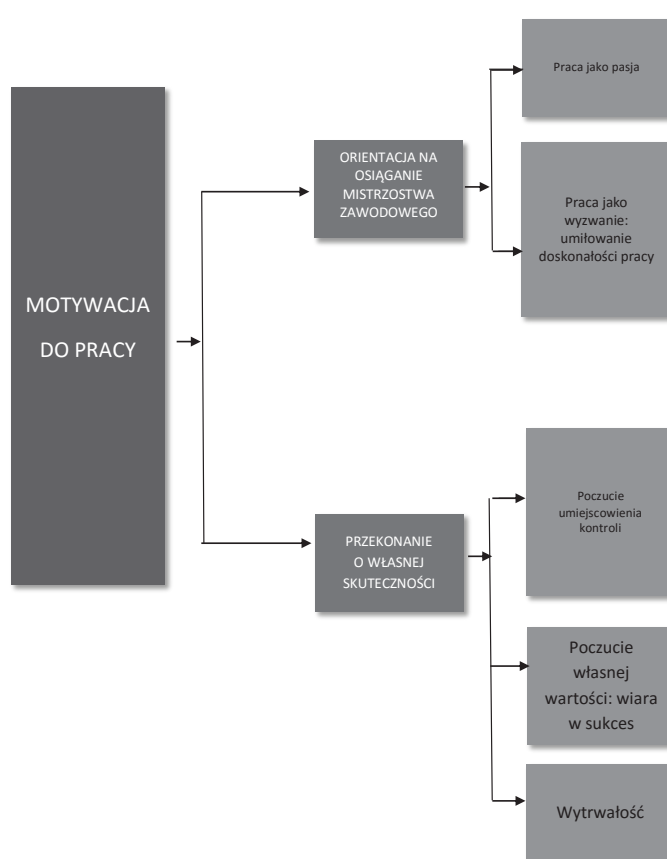 MOTYWACJA
DO PRACY
ORIENTACJA NA
OSIĄGANIE
MISTRZOSTWA
ZAWODOWEGO
Praca jako pasja
Praca jako
wyzwanie:
umiłowanie
doskonałości pracy
PRZEKONANIE
O WŁASNEJ
SKUTECZNOŚCI
Poczucie
umiejscowienia
kontroli
Poczucie
własnej
wartości: wiara
w sukces
Wytrwałość